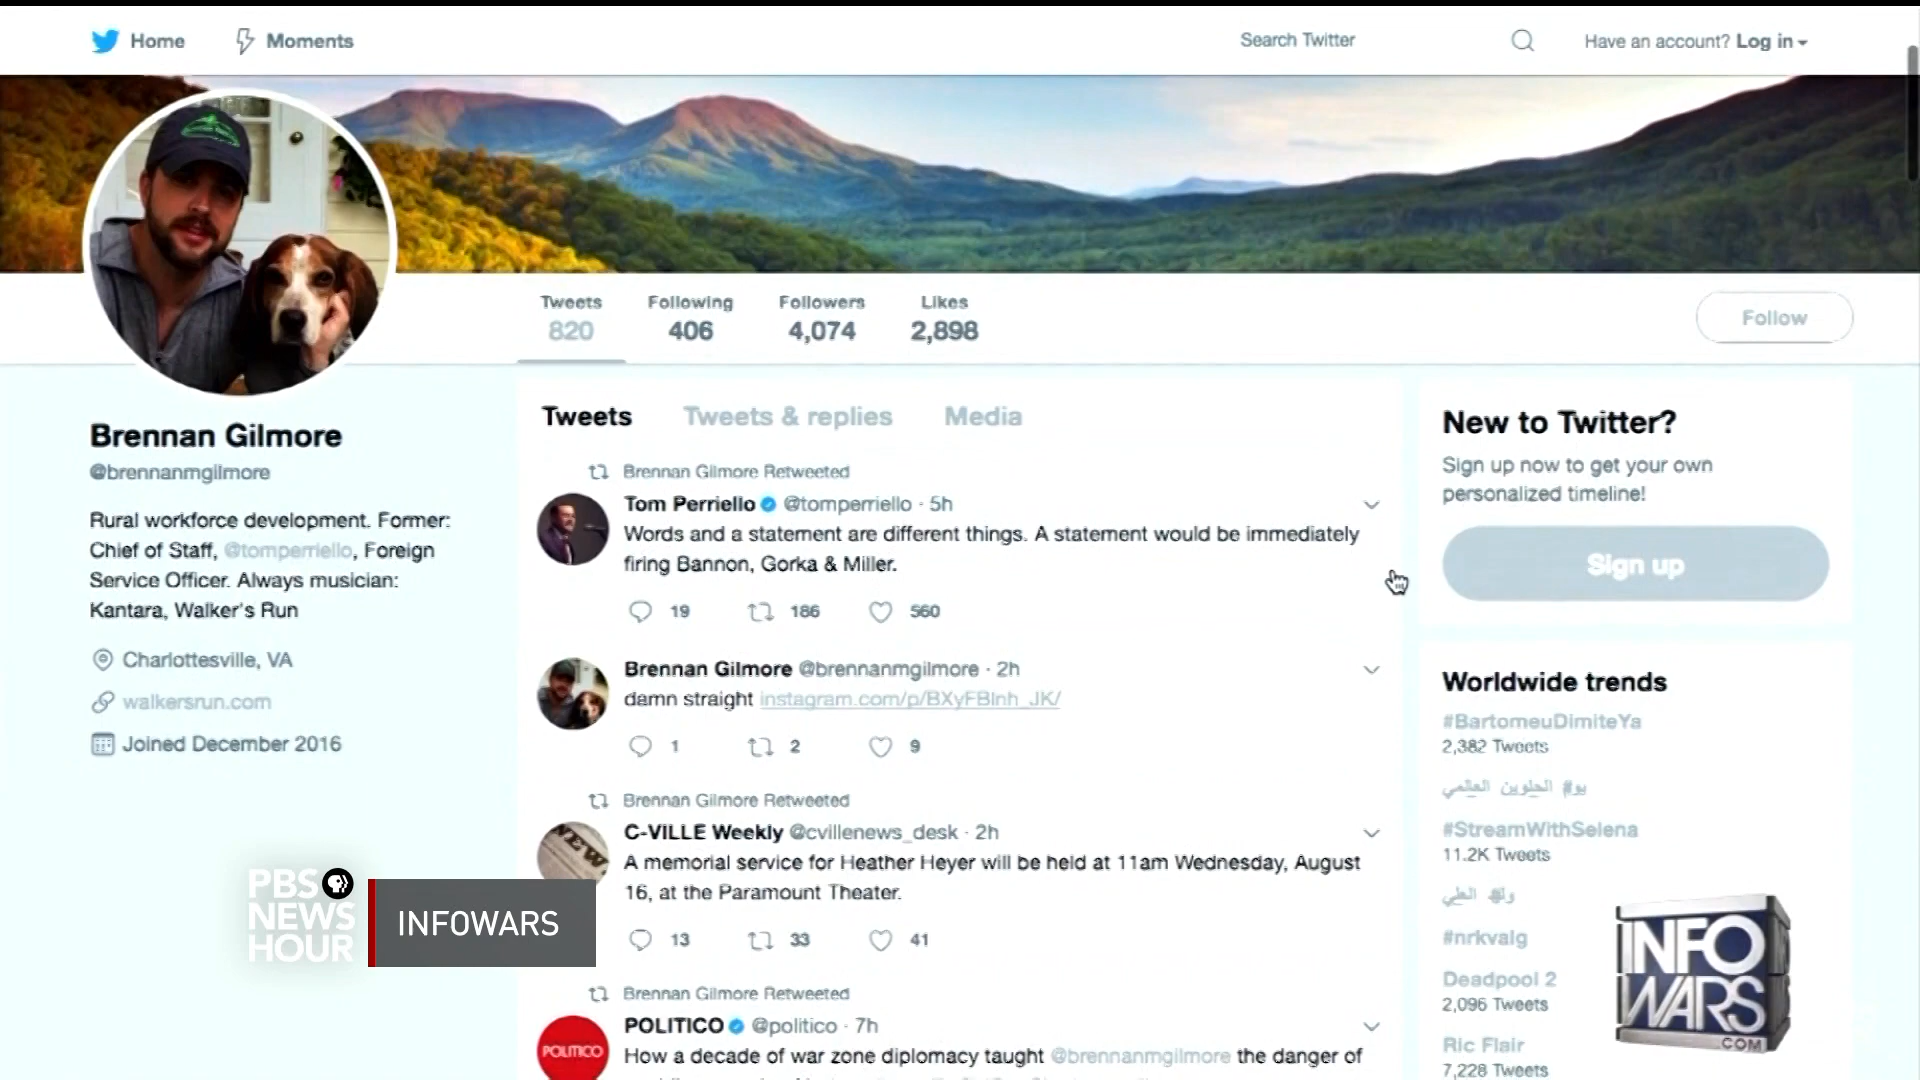 Home
Moments
Search Twitter
Have an account? Log in
Tweets
820
Following
406
Followers
4,074
Likes
2,898
Follow
Brennan Gilmore
@brennanmgilmore
Rural workforce development. Former:
Chief of Staff, @tomperriello, Foreign
Service Officer. Always musician:
Kantara, Walker's Run
Charlottesville, VA
walkersrun.com
Joined December 2016
Tweets
Tweets & replies
Media
Brennan Gilmore Retweeted
Tom Perriello @tomperriello · 5h
Words and a statement are different things. A statement would be immediately
firing Bannon, Gorka & Miller.
19
186
560
Brennan Gilmore @brennanmgilmore · 2h
damn straight instagram.com/p/BXyFBlnh_JK/
1
2
9
Brennan Gilmore Retweeted
C-VILLE Weekly @cvillenews_desk · 2h
NEW
A memorial service for Heather Heyer will be held at 11am Wednesday, August
16, at the Paramount Theater.
13
33
41
Brennan Gilmore Retweeted
POLITICO @politico · 7h
POLITICO
How a decade of war zone diplomacy taught @brennanmgilmore the danger of
New to Twitter?
Sign up now to get your own
personalized timeline!
Sign up
Worldwide trends
#BartomeuDimiteYa
2,382 Tweets
#StreamWithSelena
11.2K Tweets
#nrkvalg
Deadpool 2
2,096 Tweets
Ric Flair
7,228 Tweets
PBS
NEWS
HOUR
INFOWARS
INFO
WARS
.COM